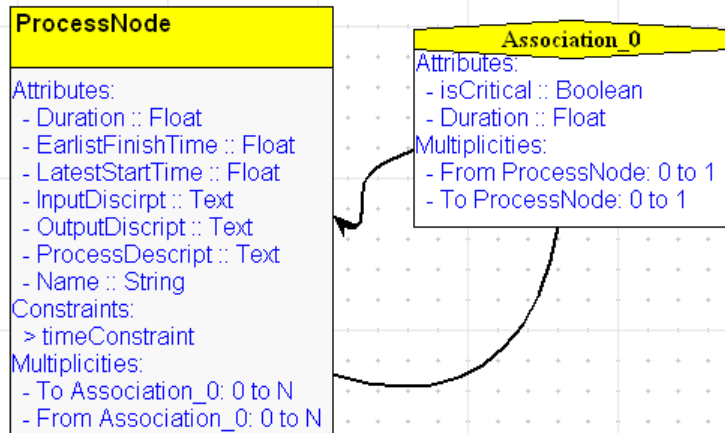 ProcessNode
Attributes:
- Duration :: Float
- EarlistFinishTime :: Float
- LatestStartTime :: Float
- InputDiscirpt :: Text
- OutputDiscript :: Text
- ProcessDescript :: Text
- Name :: String
Constraints:
> timeConstraint
Multiplicities:
- To Association_0: 0 to N
- From Association_0: 0 to N
Association_0
Attributes:
- isCritical :: Boolean
- Duration :: Float
Multiplicities:
- From ProcessNode: 0 to 1
- To ProcessNode: 0 to 1